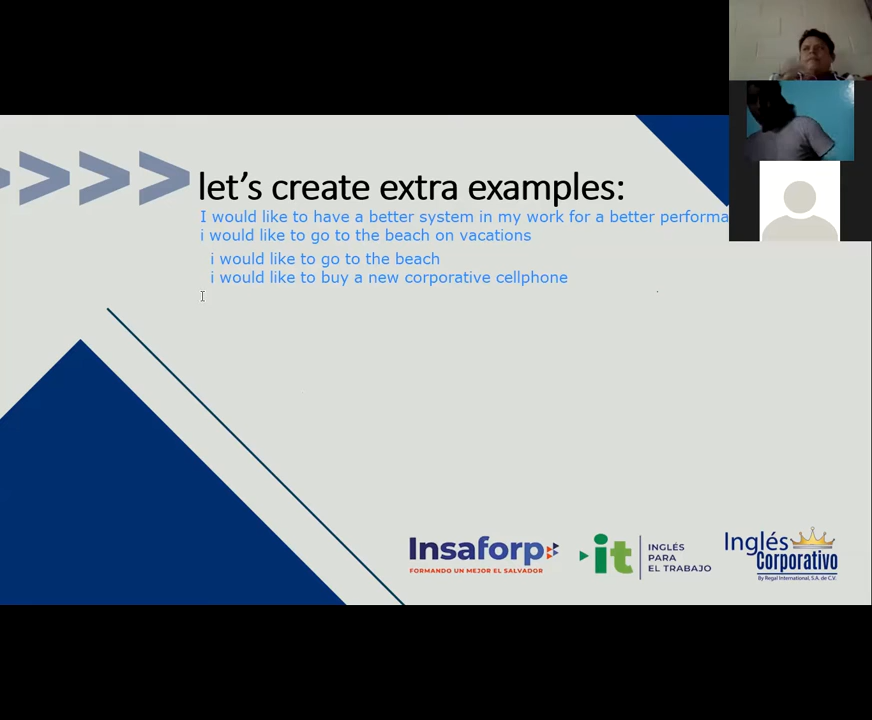 let's create extra examples:
I would like to have a better system in my work for a better performa
i would like to go to the beach on vacations
i would like to go to the beach
i would like to buy a new corporative cellphone
Insaforp
FORMANDO UN MEJOR EL SALVADOR
it
INGLÉS
PARA
EL TRABAJO
Inglés
Corporativo
By Regal International, S.A. de C.V.